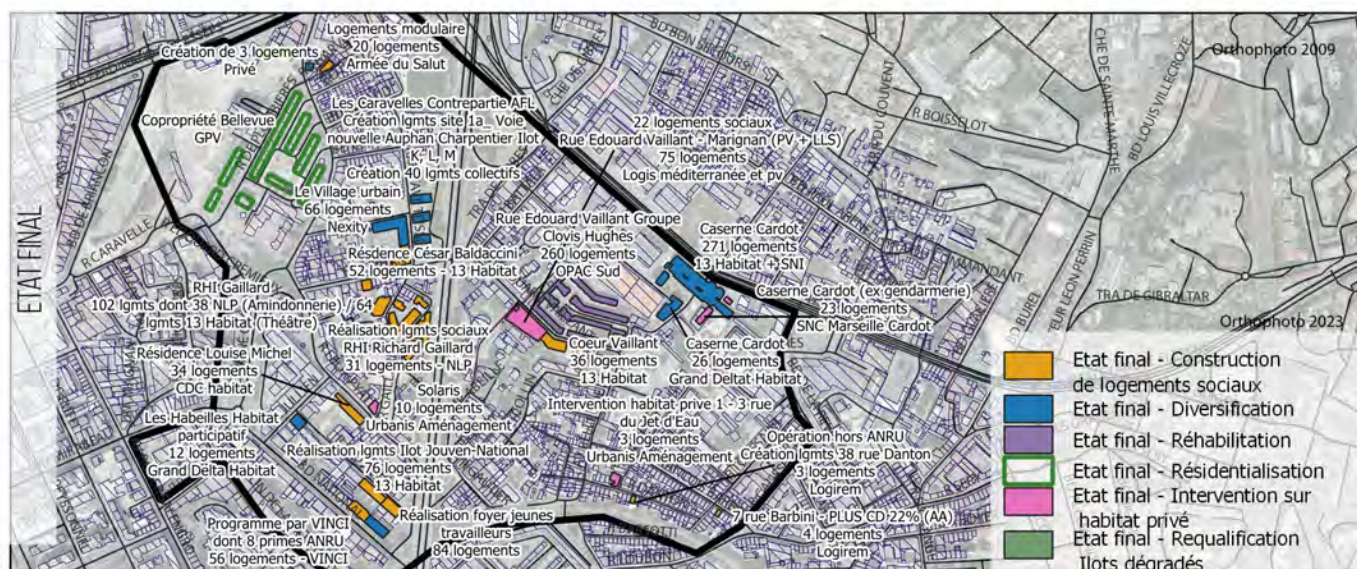 ETAT FINAL
Orthophoto 2009
Orthophoto 2023
Logements modulaire
20 logements
Armée du Salut
Création de 3 logements
Privé
Copropriété Bellevue
GPV
Les Caravelles Contrepartie AFL
Création lgmts site 1a_ Voie
nouvelle Auphan Charpentier Ilot
K, L, M
Création 40 lgmts collectifs
Le Village urbain
66 logements
Nexity
22 logements sociaux
Rue Edouard Vaillant - Marignan (PV + LLS)
75 logements
Logis méditerranée et pv
Rue Edouard Vaillant Groupe
Clovis Hughes
260 logements
OPAC Sud
Caserne Cardot
271 logements
13 Habitat + SNI
Résdence César Baldaccini
52 logements - 13 Habitat
RHI Gaillard
102 lgmts dont 38 NLP (Amindonnerie) / 64
lgmts 13 Habitat (Théâtre)
Caserne Cardot (ex gendarmerie)
23 logements
SNC Marseille Cardot
Réalisation lgmts sociaux
RHI Richard Gaillard
31 logements - NLP
Résidence Louise Michel
34 logements
CDC habitat
Coeur Vaillant
36 logements
13 Habitat
Caserne Cardot
26 logements
Grand Deltat Habitat
Solaris
10 logements
Urbanis Aménagement
Les Habeilles Habitat
participatif
12 logements
Grand Delta Habitat
Intervention habitat prive 1 - 3 rue
du Jet d'Eau
3 logements
Urbanis Aménagement
Opération hors ANRU
Création lgmts 38 rue Danton
3 logements
Logirem
Réalisation lgmts Ilot Jouven-National
76 logements
13 Habitat
Réalisation foyer jeunes
travailleurs
84 logements
7 rue Barbini - PLUS CD 22% (AA)
4 logements
Logirem
Programme par VINCI
dont 8 primes ANRU
56 logements - VINCI
BD BON SECOURS
TRA DU COUVENT
R BOISSELOT
CHE DE SAINTE MARTHE
BD LOUIS VILLECROZE
TRA DE GIBRALTAR
BD BUREL
R CARAVELLE
Etat final - Construction
de logements sociaux
Etat final - Diversification
Etat final - Réhabilitation
Etat final - Résidentialisation
Etat final - Intervention sur
habitat privé
Etat final - Requalification
Ilots dégradés